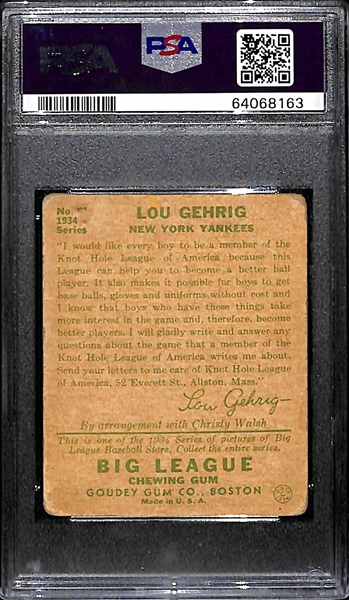 PSA
64068163
No.
1934
Series
LOU GEHRIG
NEW YORK YANKEES
"I would like every boy to be a member of the
Knot Hole League of America because this
League can help you to become a better ball
player. It also makes it possible for boys to get
base balls, gloves and uniforms without cost and
I know that boys who have these things take
more interest in the game and, therefore, become
better players. I will gladly write and answer any
questions about the game that a member of the
Knot Hole League of America writes me about.
Send your letters to me care of Knot Hole League
of America, 52 Everett St., Allston, Mass."
Lou Gehrig
By arrangement with Christy Walsh
This is one of the 1934 Series of pictures of Big
League Baseball Stars. Collect the entire series.
BIG LEAGUE
CHEWING GUM
GOUDEY GUM CO., BOSTON
Made in U. S. A.